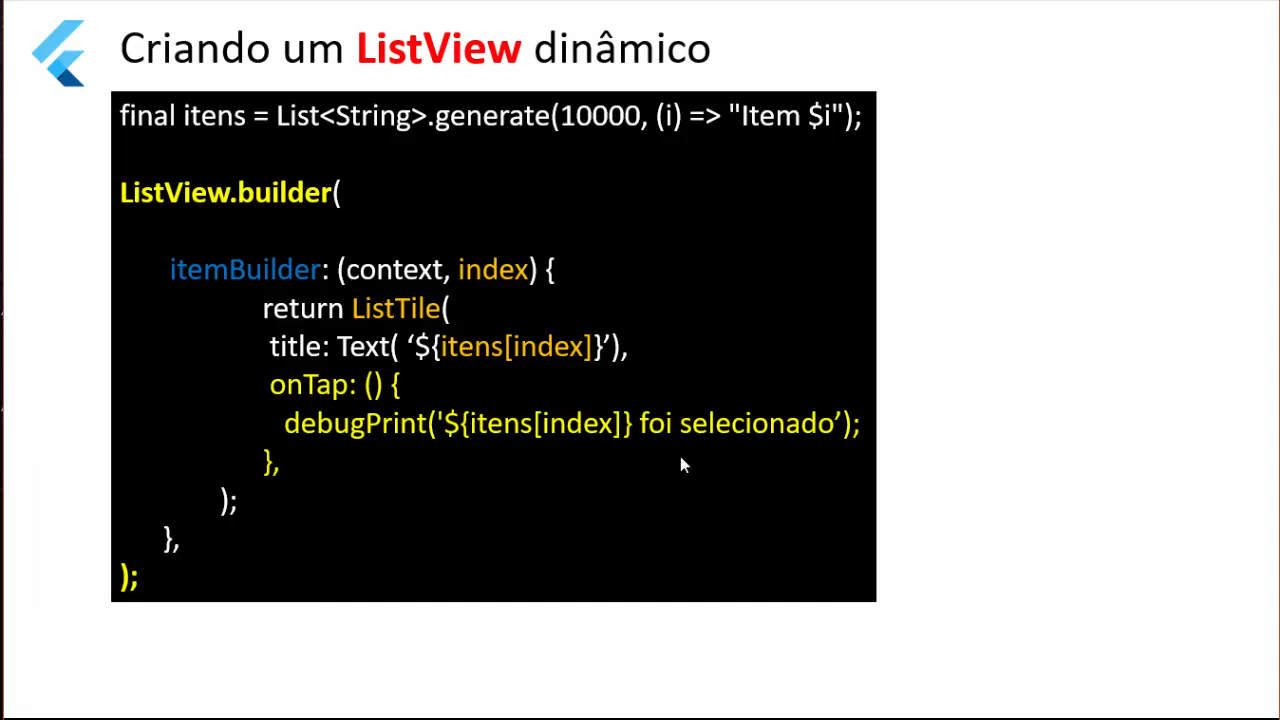 Criando um ListView dinâmico
final itens = List<String>.generate(10000, (i) => "Item $i");
ListView.builder(
itemBuilder: (context, index) {
return ListTile(
title: Text( ‘${itens[index]}’),
onTap: () {
debugPrint('${itens[index]} foi selecionado’);
},
);
},
);